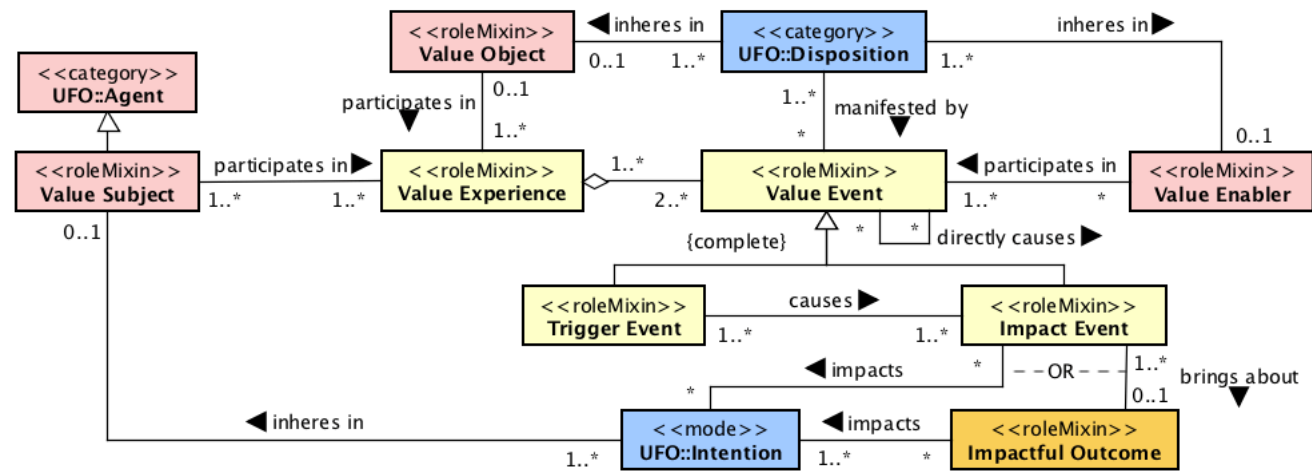 <<roleMixin>>
Value Object
◀ inheres in
0..1
1..*
<<category>>
UFO::Disposition
inheres in ▶
1..*
<<category>>
UFO::Agent
participates in
▼
0..1
1..*
1..*
*
manifested by
▼
0..1
<<roleMixin>>
Value Subject
participates in ▶
1..*
1..*
<<roleMixin>>
Value Experience
1..*
2..*
<<roleMixin>>
Value Event
◀ participates in
1..*
*
<<roleMixin>>
Value Enabler
0..1
{complete}
*
*
directly causes ▶
<<roleMixin>>
Trigger Event
causes ▶
1..*
1..*
<<roleMixin>>
Impact Event
◀ impacts
*
*
OR
1..*
0..1
brings about
▼
◀ inheres in
1..*
<<mode>>
UFO::Intention
◀ impacts
1..*
*
<<roleMixin>>
Impactful Outcome